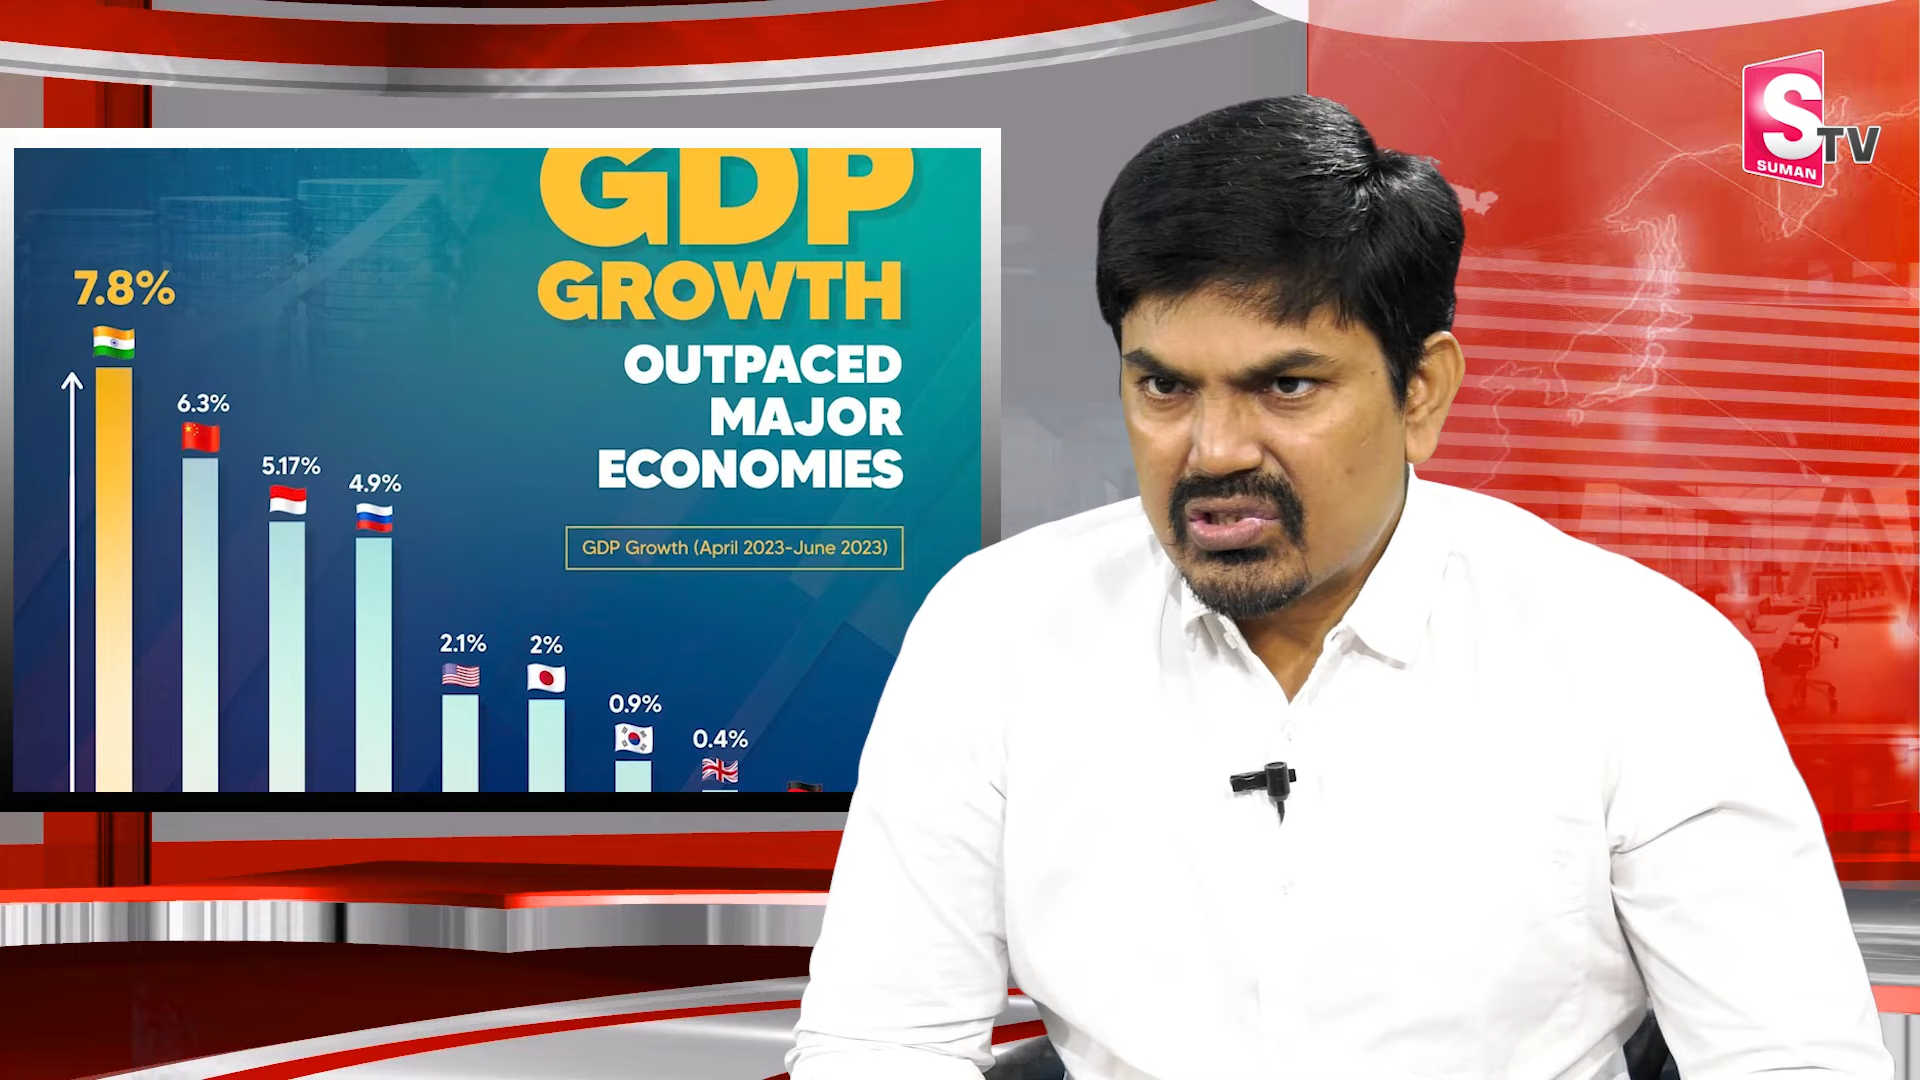 GDP
GROWTH
OUTPACED
MAJOR
ECONOMIES
GDP Growth (April 2023-June 2023)
7.8%
6.3%
5.17%
4.9%
2.1%
2%
0.9%
0.4%
S
SUMAN
TV